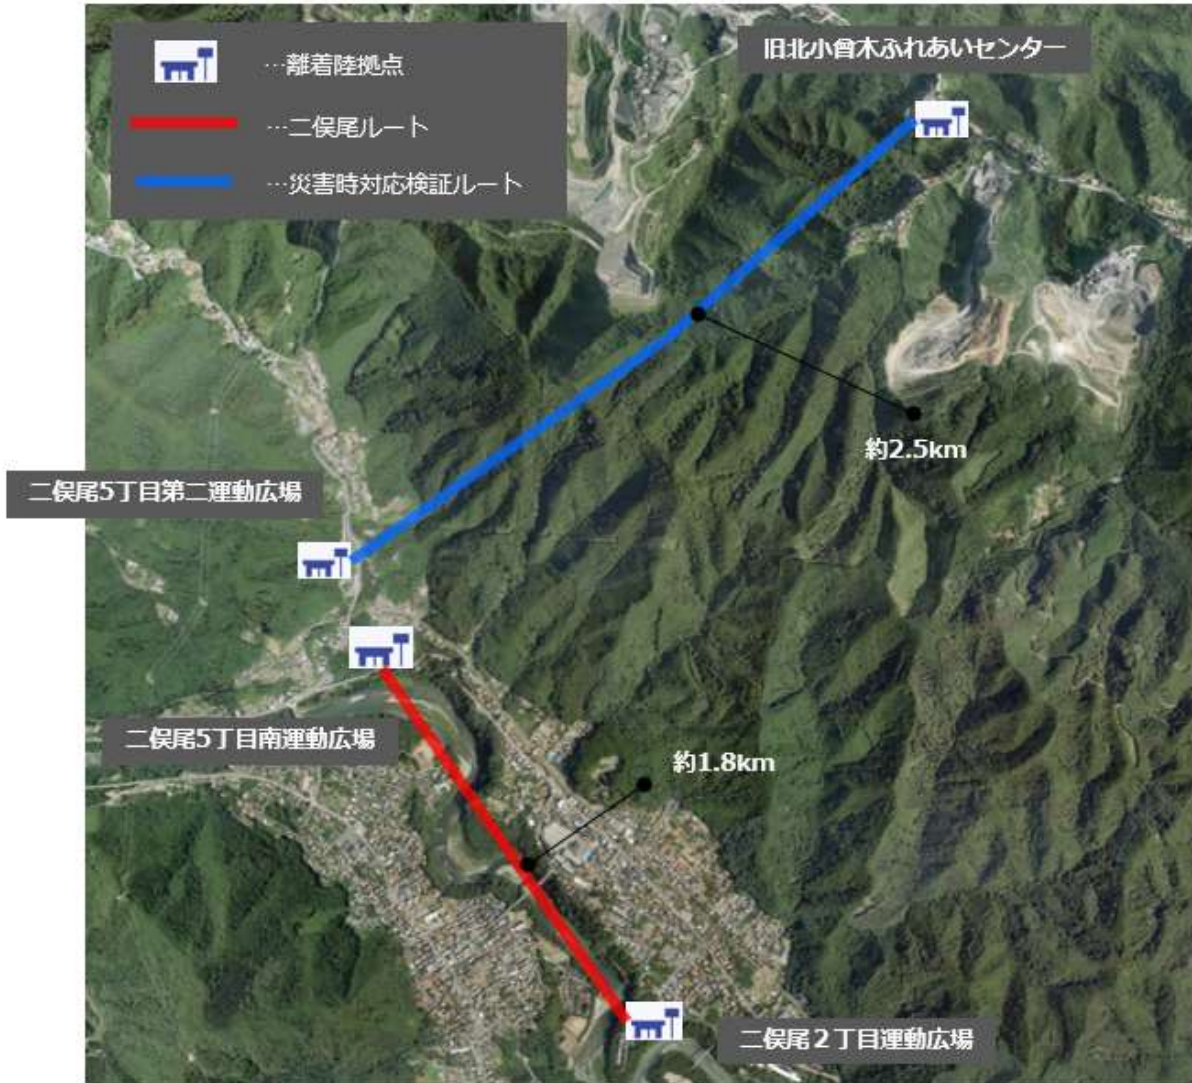 …離着陸拠点
…二俣尾ルート
…災害時対応検証ルート
旧北小曾木ふれあいセンター
約2.5km
二俣尾5丁目第二運動広場
二俣尾5丁目南運動広場
約1.8km
二俣尾２丁目運動広場